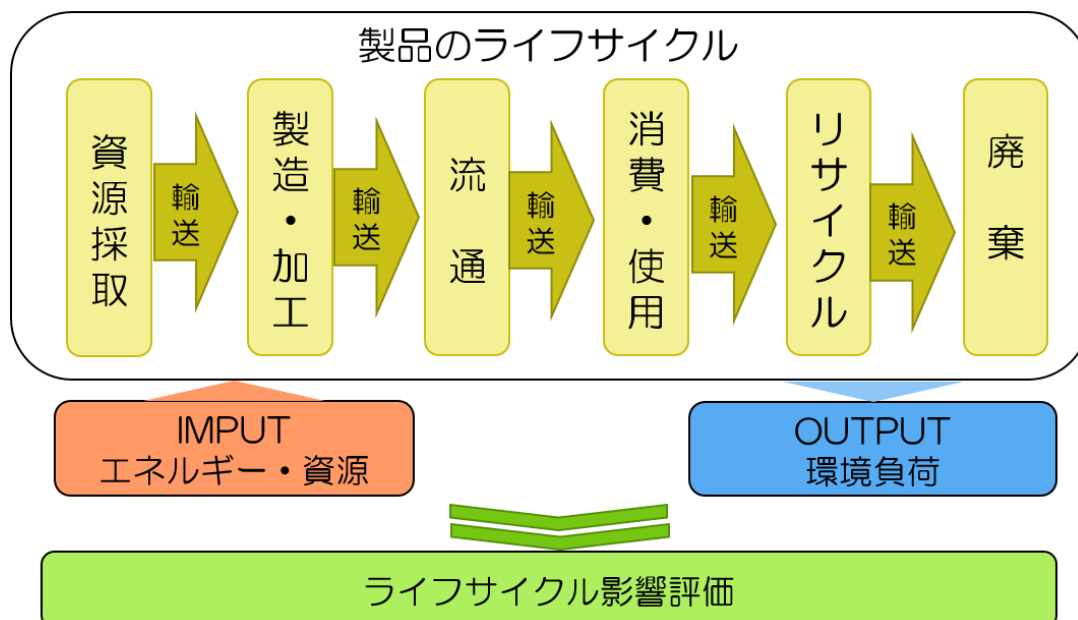 製品のライフサイクル
資源採取
輸送
製造・加工
輸送
流通
輸送
消費・使用
輸送
リサイクル
輸送
廃棄
IMPUT
エネルギー・資源
OUTPUT
環境負荷
ライフサイクル影響評価